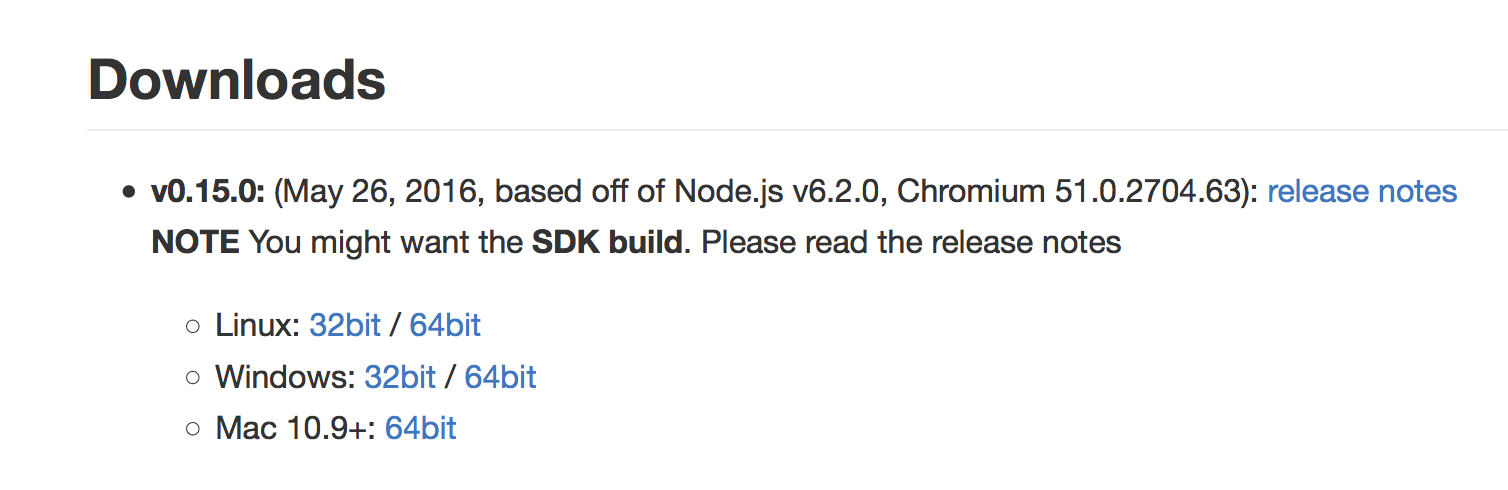 Downloads
v0.15.0: (May 26, 2016, based off of Node.js v6.2.0, Chromium 51.0.2704.63): release notes
NOTE You might want the SDK build. Please read the release notes
Linux: 32bit / 64bit
Windows: 32bit / 64bit
Mac 10.9+: 64bit